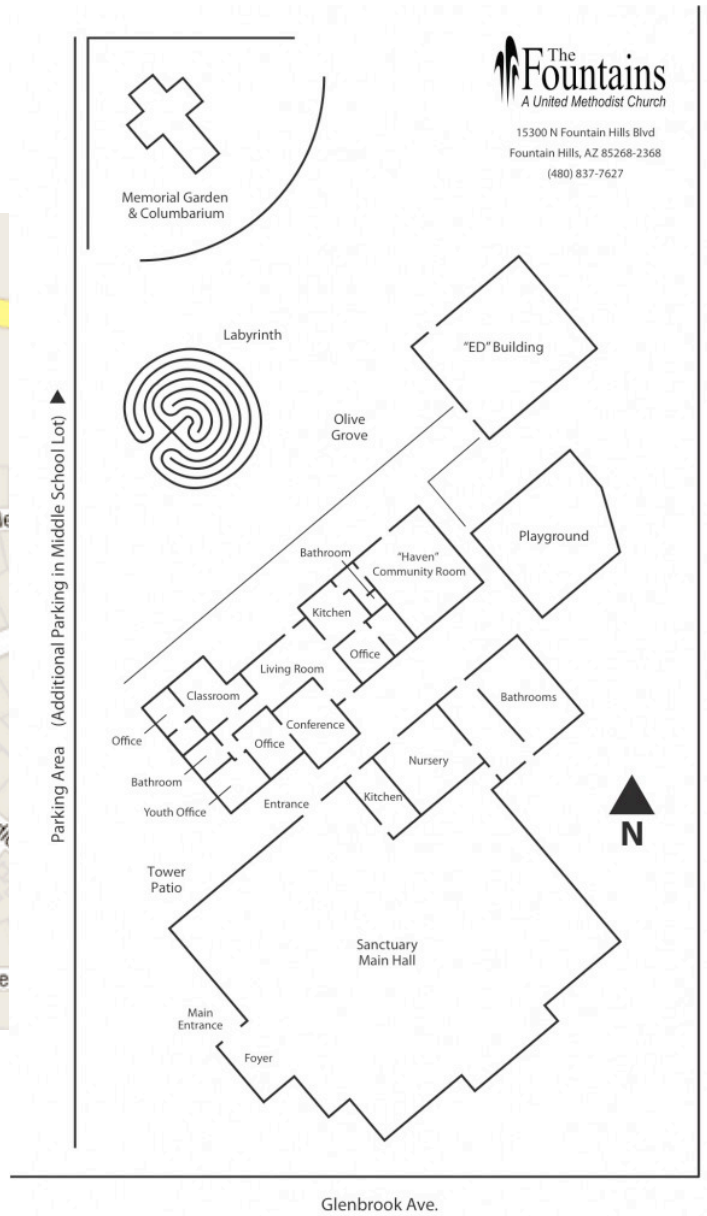 The
Fountains
A United Methodist Church
15300 N Fountain Hills Blvd
Fountain Hills, AZ 85268-2368
(480) 837-7627
Memorial Garden
& Columbarium
Labyrinth
"ED" Building
Olive
Grove
Parking Area (Additional Parking in Middle School Lot)
Playground
Bathroom
"Haven"
Community Room
Kitchen
Office
Living Room
Classroom
Bathrooms
Conference
Office
Office
Nursery
Bathroom
Kitchen
Youth Office
Entrance
N
Tower
Patio
Sanctuary
Main Hall
Main
Entrance
Foyer
Glenbrook Ave.